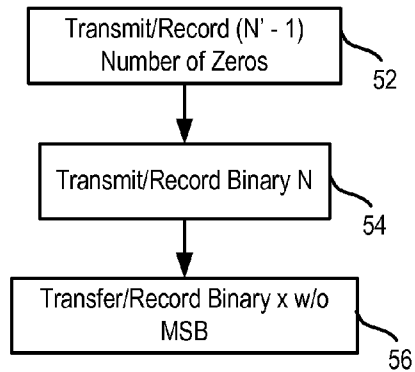 Transmit/Record (N' - 1)
Number of Zeros
52
Transmit/Record Binary N
54
Transfer/Record Binary x w/o
MSB
56